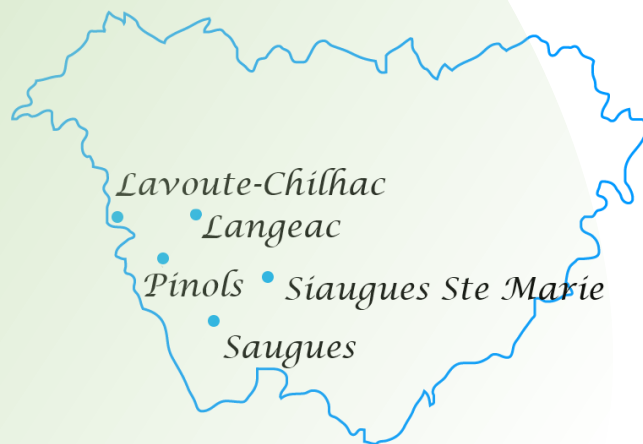 Lavoute-Chilhac
Langeac
Pinols
Siaugues Ste Marie
Saugues